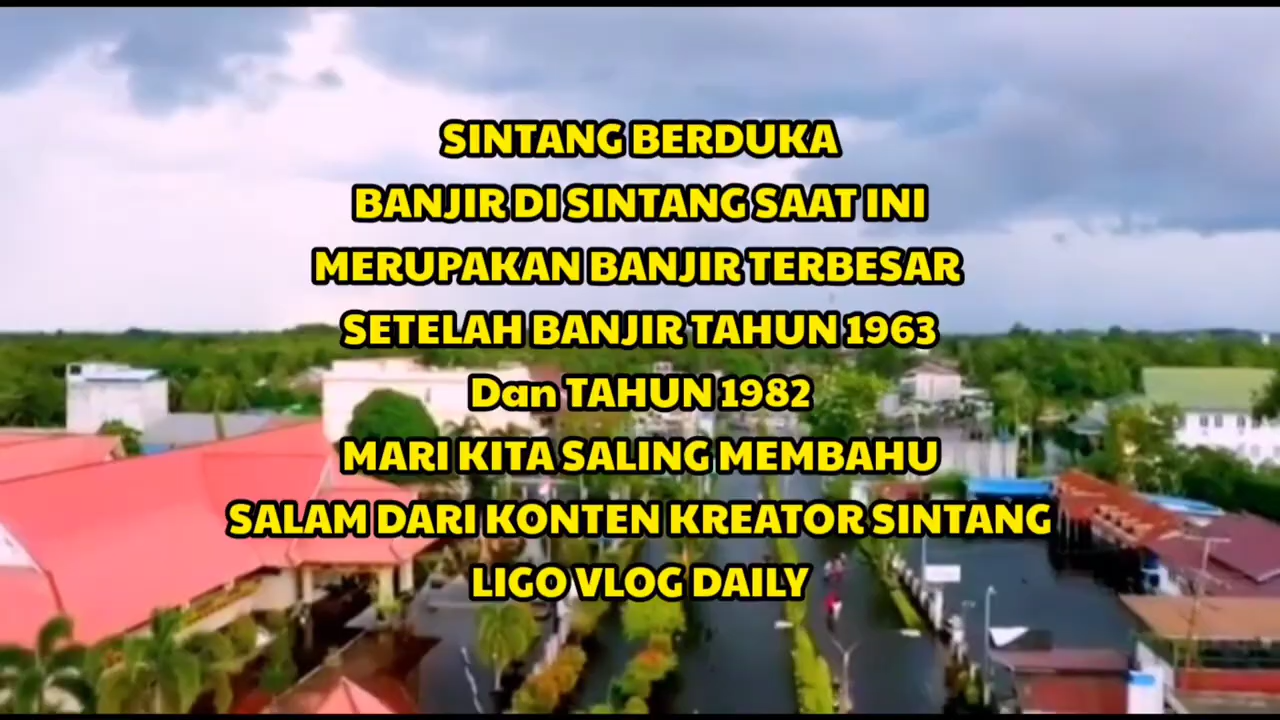 SINTANG BERDUKA
BANJIR DI SINTANG SAAT INI
MERUPAKAN BANJIR TERBESAR
SETELAH BANJIR TAHUN 1963
Dan TAHUN 1982
MARI KITA SALING MEMBAHU
SALAM DARI KONTEN KREATOR SINTANG
LIGO VLOG DAILY